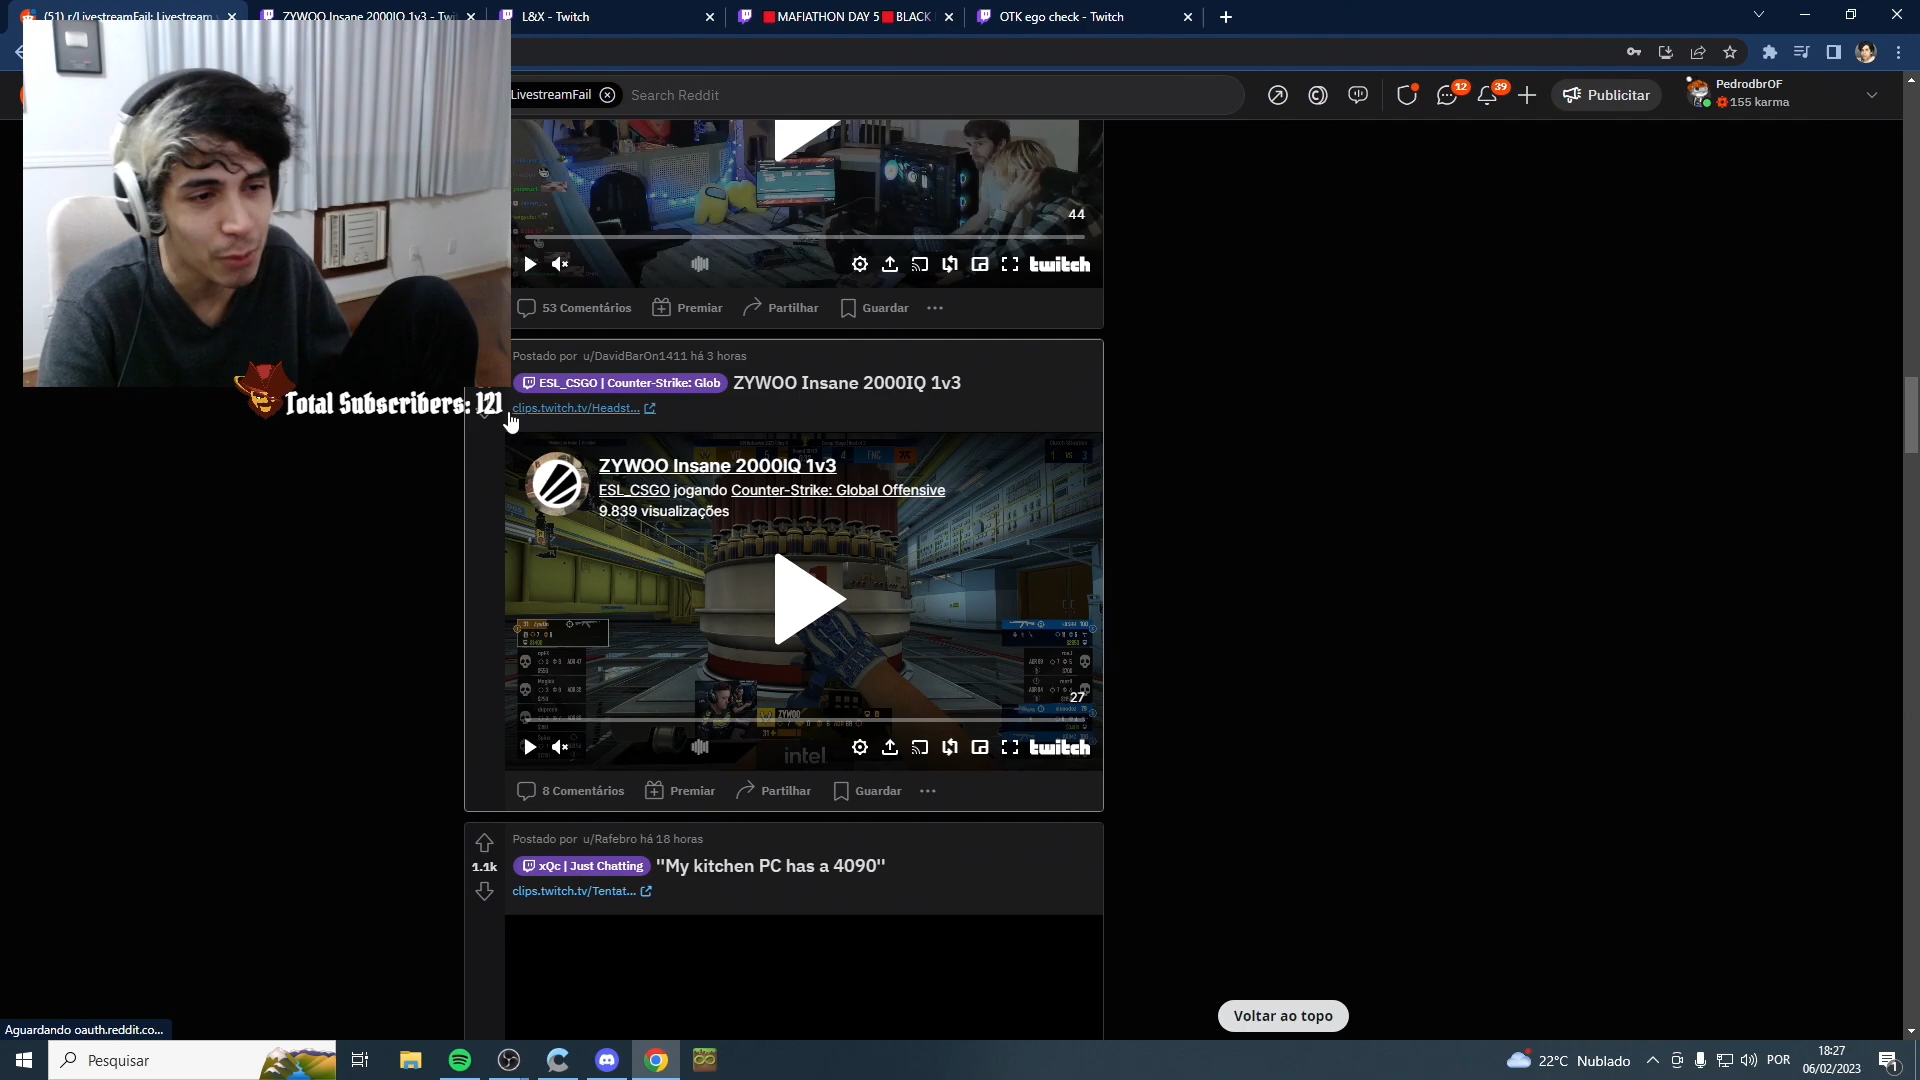 (51) r/LivestreamFail: Livestream
ZYWOO Insane 2000IQ 1v3 - Twi
L&X - Twitch
MAFIATHON DAY 5 BLACK
OTK ego check - Twitch
LivestreamFail
Search Reddit
12
39
Publicitar
PedrodbrOF
155 karma
44
twitch
53 Comentários
Premiar
Partilhar
Guardar
Postado por u/DavidBarOn1411 há 3 horas
ESL_CSGO | Counter-Strike: Glob
ZYWOO Insane 2000IQ 1v3
clips.twitch.tv/Headst...
Total Subscribers: 121
ZYWOO Insane 2000IQ 1v3
ESL_CSGO jogando Counter-Strike: Global Offensive
9.839 visualizações
27
ZYWOO
intel
twitch
8 Comentários
Premiar
Partilhar
Guardar
Postado por u/Rafebro há 18 horas
1.1k
xQc | Just Chatting
"My kitchen PC has a 4090"
clips.twitch.tv/Tentat...
Voltar ao topo
Aguardando oauth.reddit.co...
Pesquisar
22°C Nublado
POR
18:27
06/02/2023
1